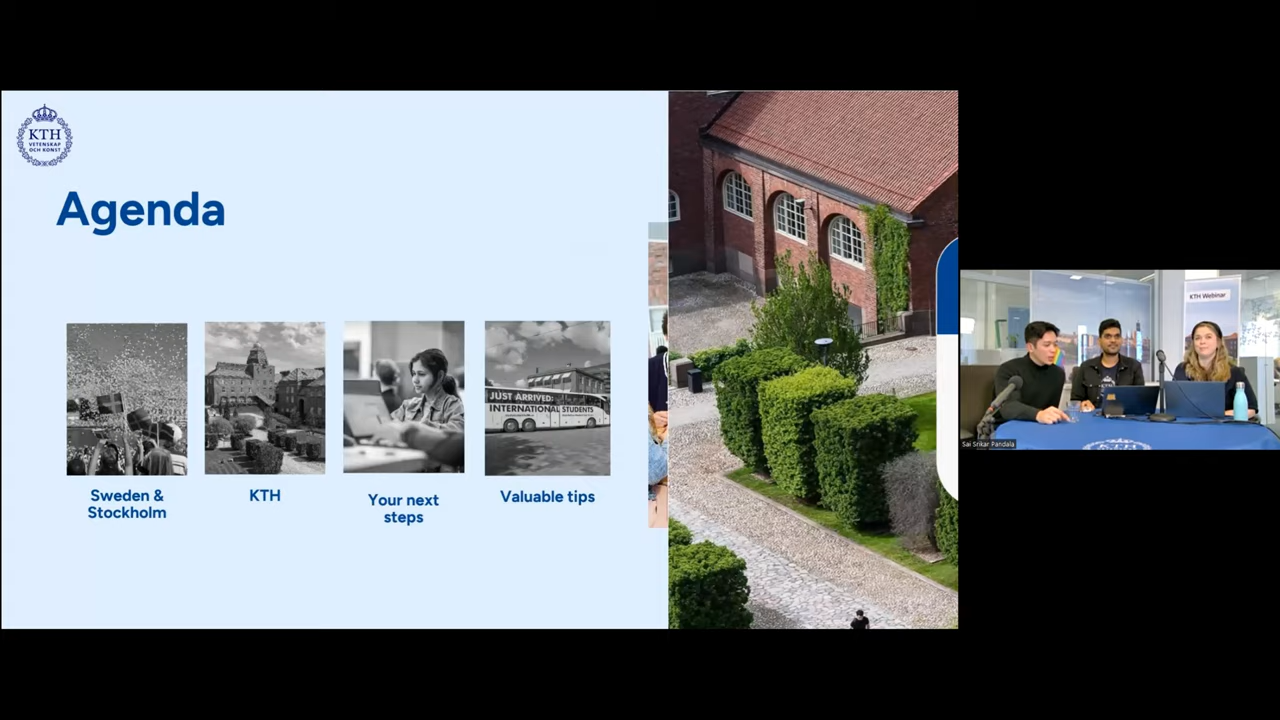 KTH
VETENSKAP
OCH KONST
Agenda
JUST ARRIVED:
INTERNATIONAL STUDENTS
Sweden &
Stockholm
KTH
Your next
steps
Valuable tips
KTH Webinar
Sai Srikar Pandala
KTH